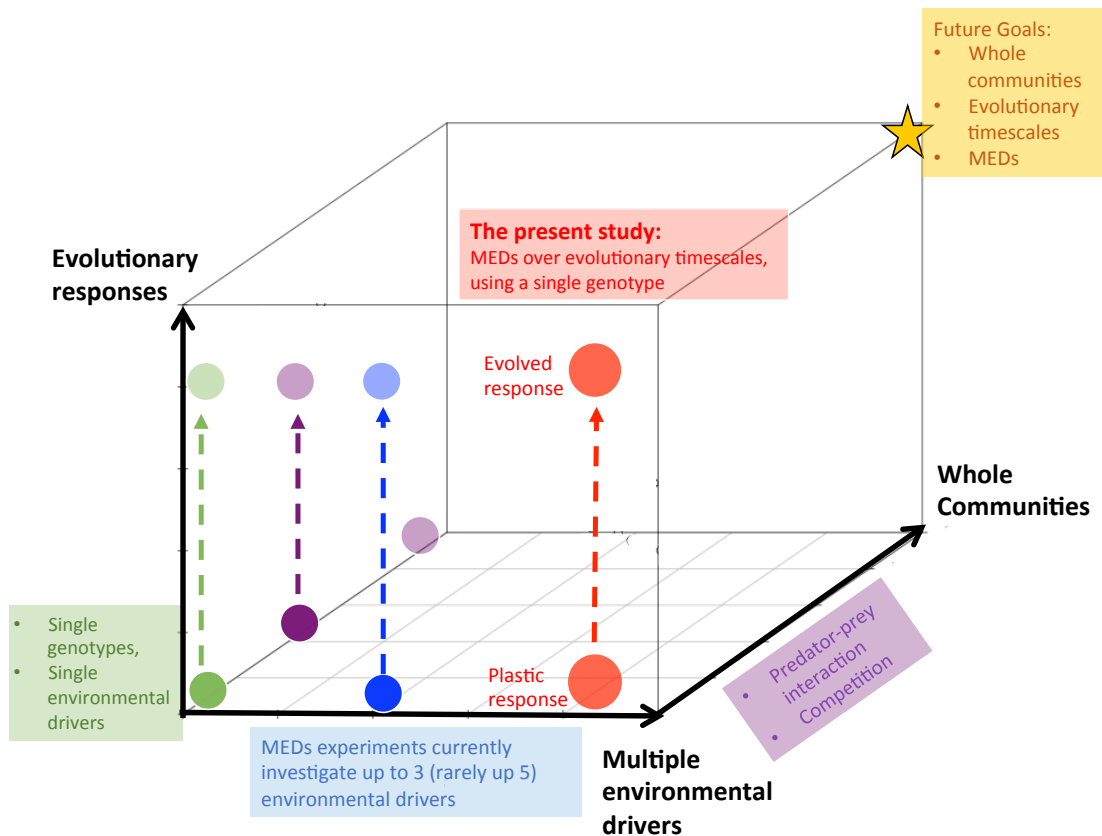 Future Goals:
• Whole
communities
• Evolutionary
timescales
• MEDs
The present study:
MEDs over evolutionary timescales,
using a single genotype
Evolutionary
responses
Evolved
response
Whole
Communities
• Single
genotypes,
• Single
environmental
drivers
Plastic
response
• Predator-prey
interaction
• Competition
MEDs experiments currently
investigate up to 3 (rarely up 5)
environmental drivers
Multiple
environmental
drivers